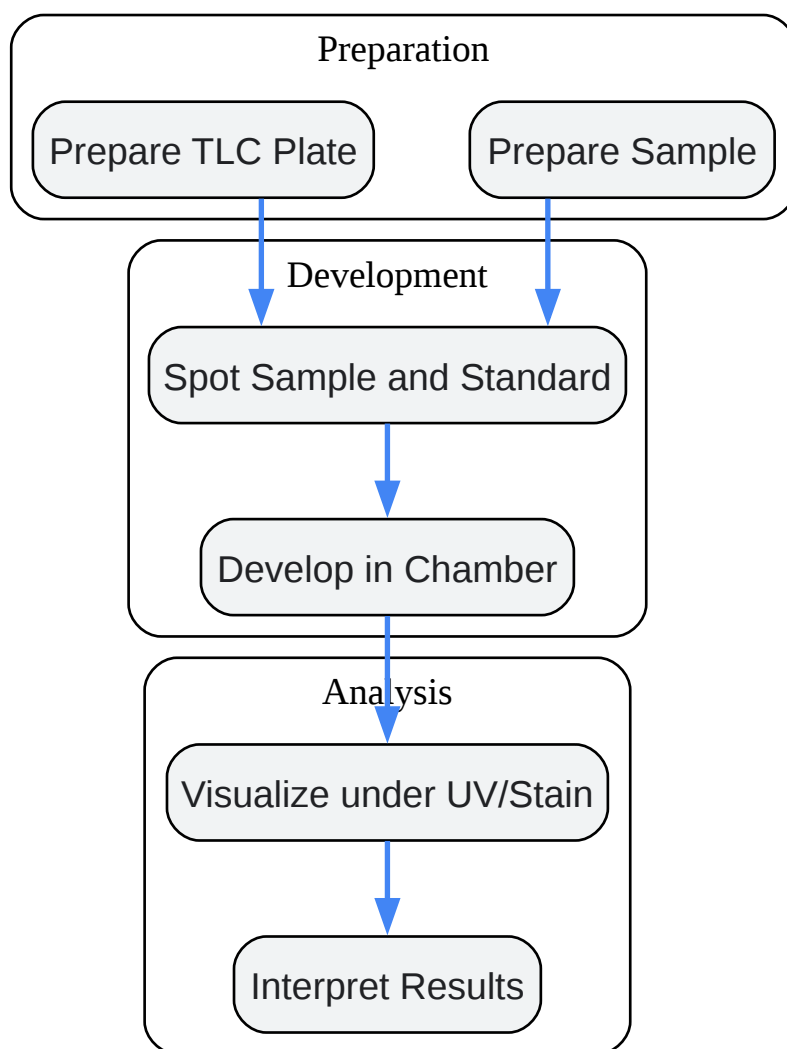 Preparation
Prepare TLC Plate
Prepare Sample
Development
Spot Sample and Standard
Develop in Chamber
Analysis
Visualize under UV/Stain
Interpret Results